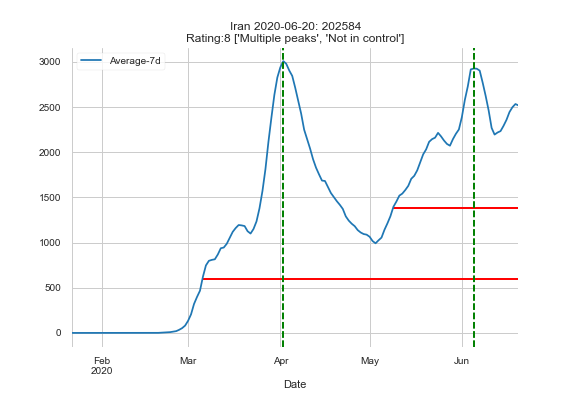 Iran 2020-06-20: 202584
Rating:8 ['Multiple peaks', 'Not in control']
Average-7d
3000
2500
2000
1500
1000
500
0
Feb Mar Apr May Jun
2020
Date